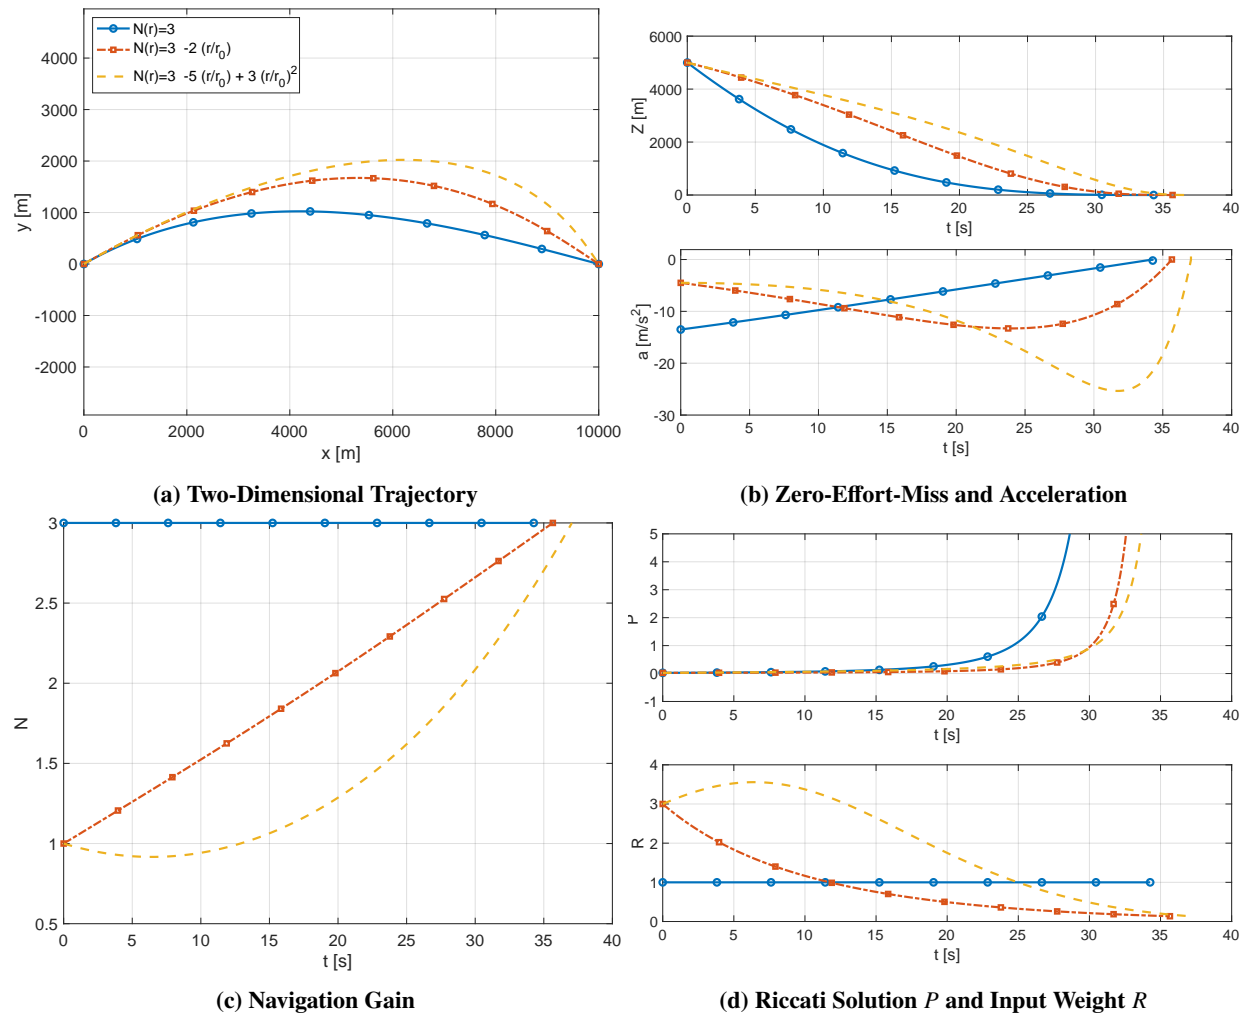 N(r)=3
N(r)=3 -2 (r/r0)
N(r)=3 -5 (r/r0) + 3 (r/r0)2
4000
3000
2000
1000
0
-1000
-2000
y [m]
0 2000 4000 6000 8000 10000
x [m]
(a) Two-Dimensional Trajectory
6000
4000
2000
0
Z [m]
0 5 10 15 20 25 30 35 40
t [s]
0
-10
-20
-30
a [m/s2]
0 5 10 15 20 25 30 35 40
t [s]
(b) Zero-Effort-Miss and Acceleration
3
2.5
2
1.5
1
0.5
N
0 5 10 15 20 25 30 35 40
t [s]
(c) Navigation Gain
5
4
3
2
1
0
-1
P
0 5 10 15 20 25 30 35 40
t [s]
4
3
2
1
0
R
0 5 10 15 20 25 30 35 40
t [s]
(d) Riccati Solution P and Input Weight R